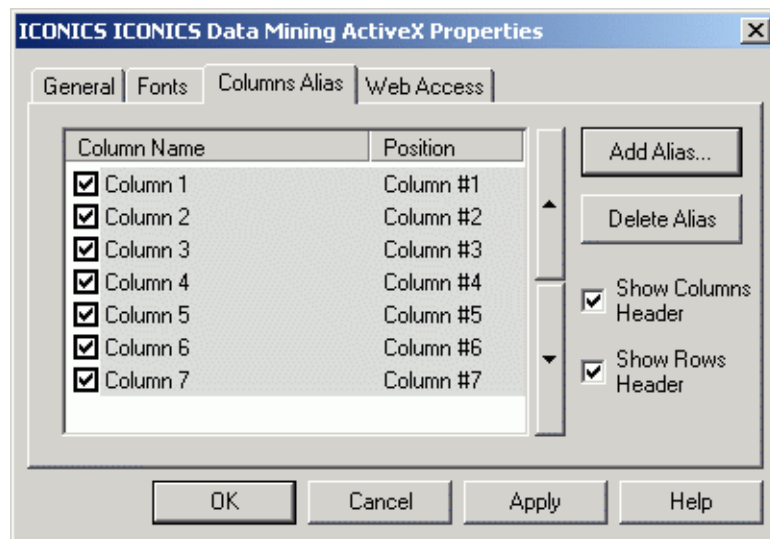 ICONICS ICONICS Data Mining ActiveX Properties
General Fonts Columns Alias Web Access
Column Name Position
Column 1 Column #1
Column 2 Column #2
Column 3 Column #3
Column 4 Column #4
Column 5 Column #5
Column 6 Column #6
Column 7 Column #7
Add Alias...
Delete Alias
Show Columns
Header
Show Rows
Header
OK Cancel Apply Help